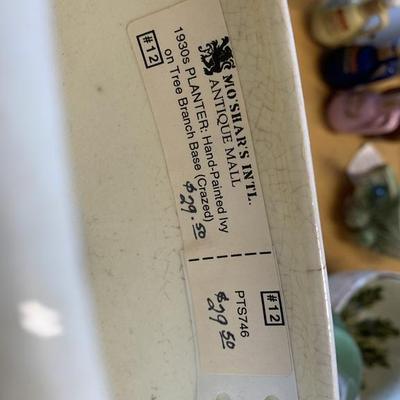 MO'SHAR'S INT'L.
ANTIQUE MALL
#12
1930s PLANTER: Hand-Painted Ivy
on Tree Branch Base (Crazed)
$29.50
#12
PTS746
$29.50